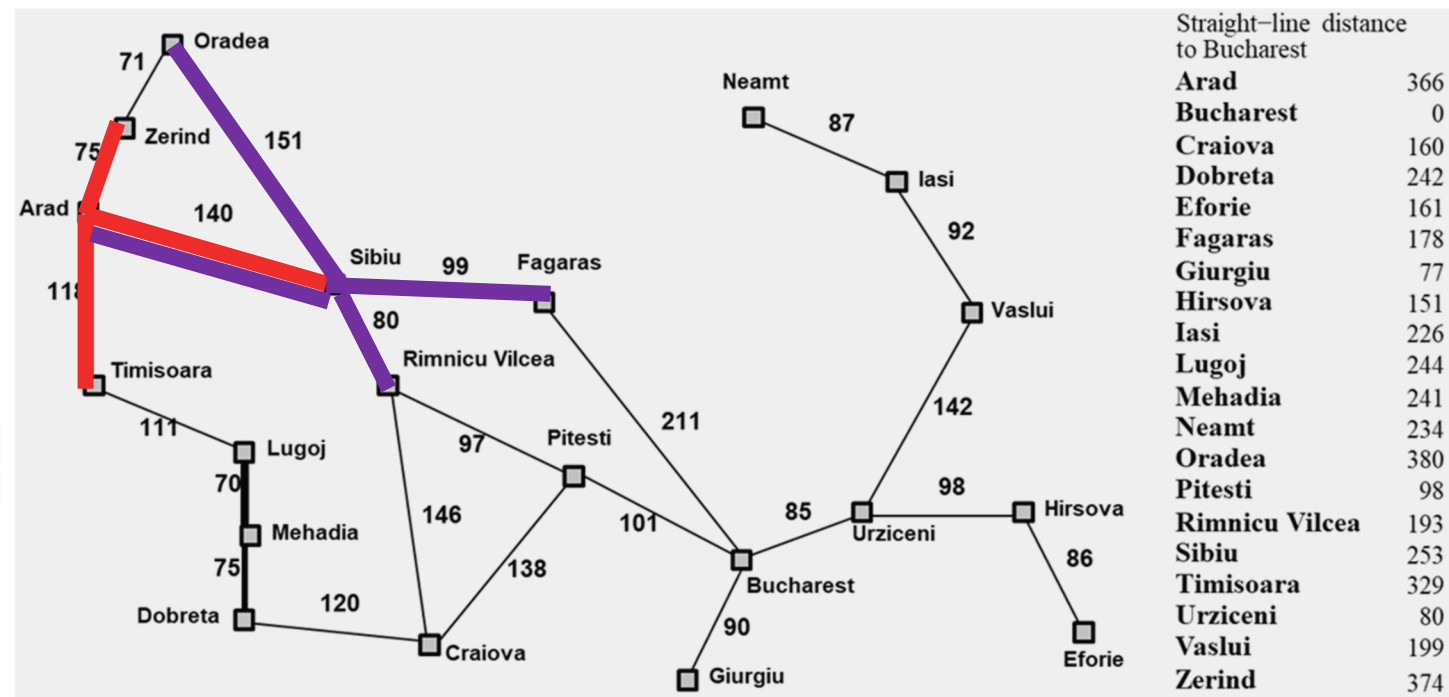 Oradea
71
Neamt
Zerind
87
151
75
Iasi
Arad
140
92
Sibiu
99
Fagaras
118
Vaslui
80
Timisoara
Rimnicu Vilcea
142
211
111
Lugoj
97
Pitesti
70
98
Hirsova
146
101
85
Mehadia
Urziceni
75
138
86
Bucharest
Dobreta
120
90
Craiova
Eforie
Giurgiu
Straight−line distance
to Bucharest
Arad 366
Bucharest 0
Craiova 160
Dobreta 242
Eforie 161
Fagaras 178
Giurgiu 77
Hirsova 151
Iasi 226
Lugoj 244
Mehadia 241
Neamt 234
Oradea 380
Pitesti 98
Rimnicu Vilcea 193
Sibiu 253
Timisoara 329
Urziceni 80
Vaslui 199
Zerind 374